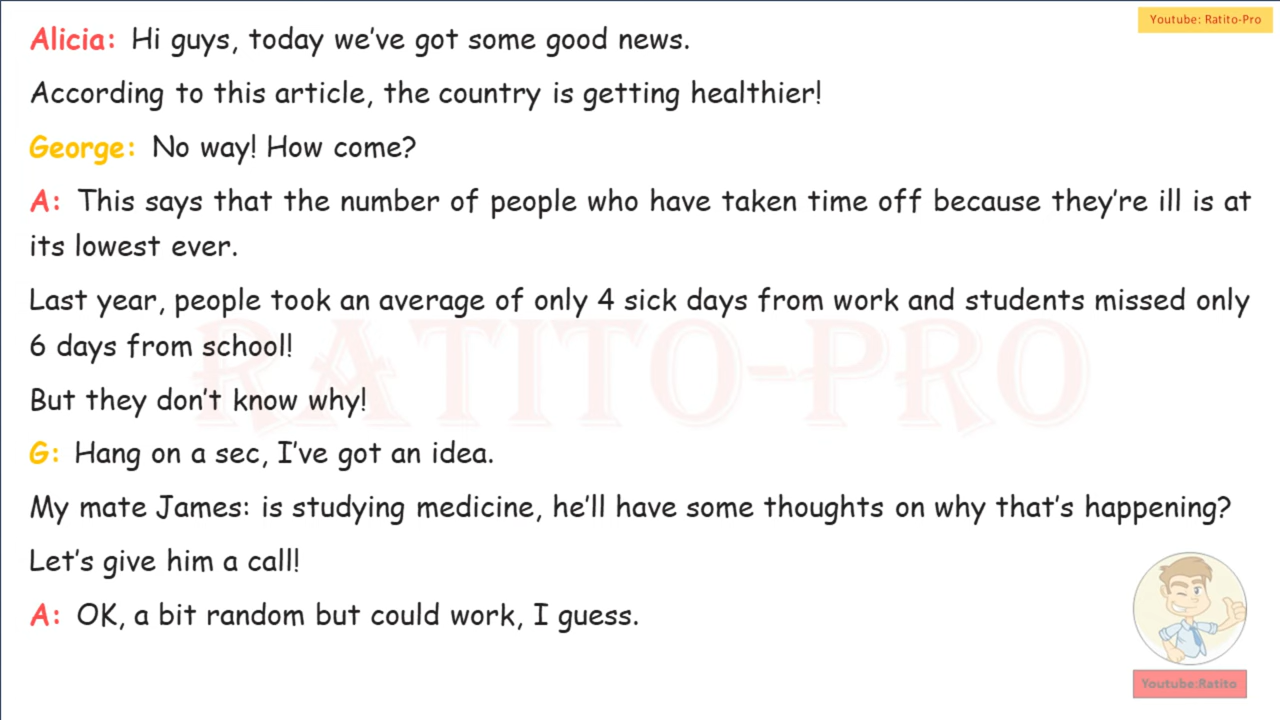 Youtube: Ratito-Pro
Alicia: Hi guys, today we've got some good news.
According to this article, the country is getting healthier!
George: No way! How come?
A: This says that the number of people who have taken time off because they're ill is at
its lowest ever.
Last year, people took an average of only 4 sick days from work and students missed only
6 days from school!
RATITO-PRO
But they don't know why!
G: Hang on a sec, I've got an idea.
My mate James: is studying medicine, he'll have some thoughts on why that's happening?
Let's give him a call!
A: OK, a bit random but could work, I guess.
Youtube:Ratito